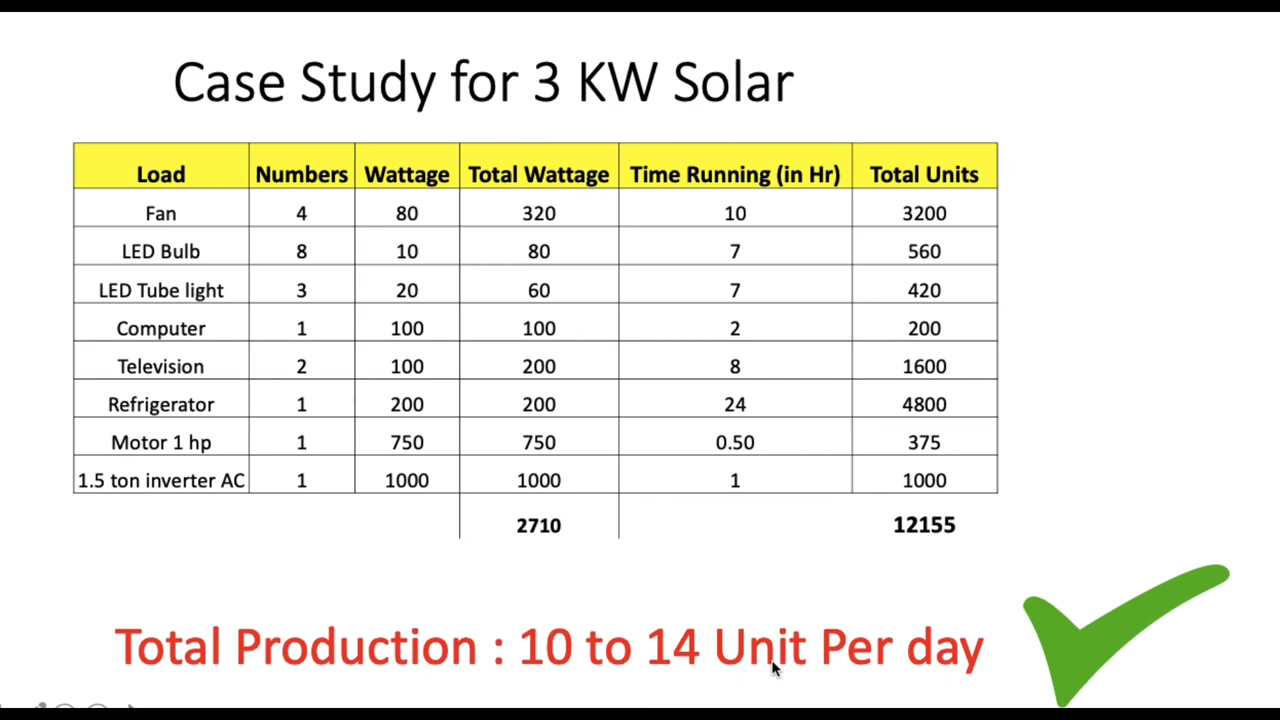 Case Study for 3 KW Solar
Load Numbers Wattage Total Wattage Time Running (in Hr) Total Units
Fan 4 80 320 10 3200
LED Bulb 8 10 80 7 560
LED Tube light 3 20 60 7 420
Computer 1 100 100 2 200
Television 2 100 200 8 1600
Refrigerator 1 200 200 24 4800
Motor 1 hp 1 750 750 0.50 375
1.5 ton inverter AC 1 1000 1000 1 1000
2710 12155
Total Production : 10 to 14 Unit Per day